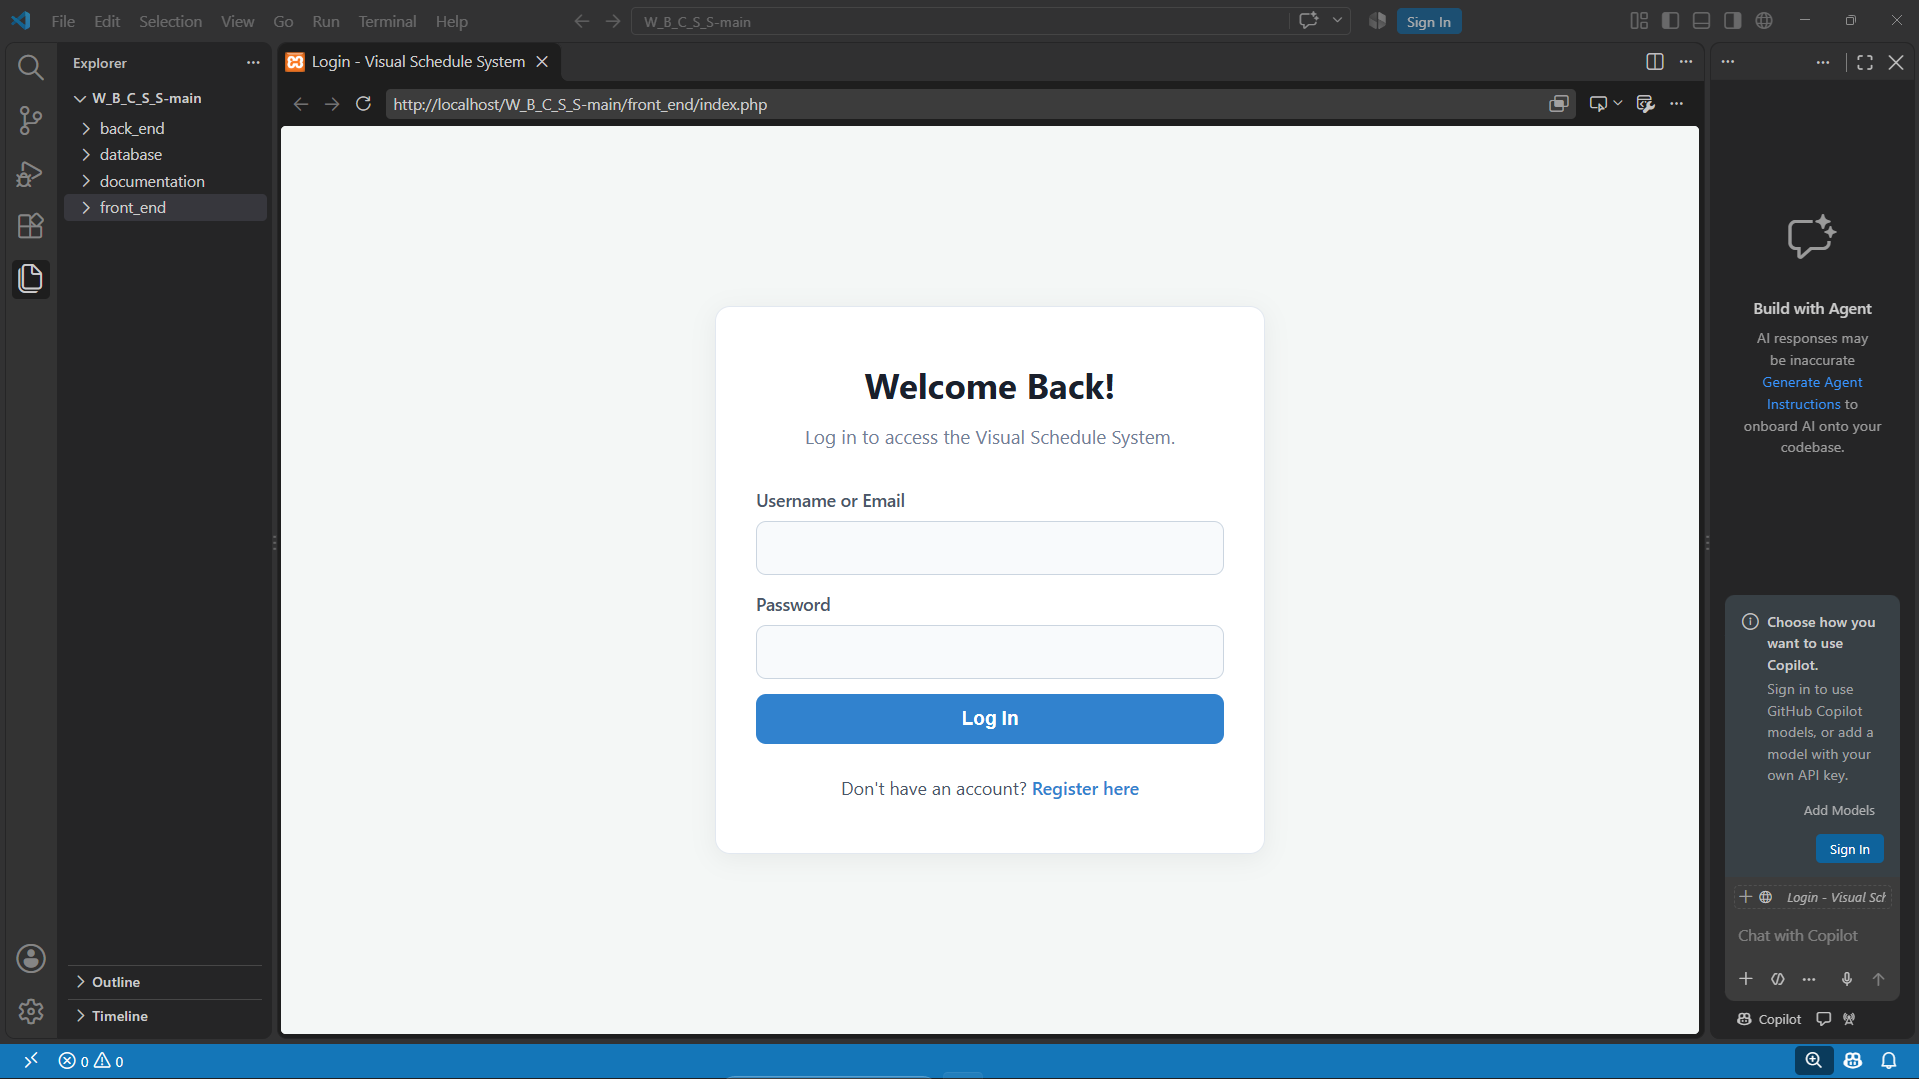 File Edit Selection View Go Run Terminal Help
W_B_C_S_S-main
Sign In
Explorer
W_B_C_S_S-main
back_end
database
documentation
front_end
Outline
Timeline
Login - Visual Schedule System
http://localhost/W_B_C_S_S-main/front_end/index.php
Welcome Back!
Log in to access the Visual Schedule System.
Username or Email
Password
Log In
Don't have an account? Register here
Build with Agent
AI responses may
be inaccurate
Generate Agent
Instructions to
onboard AI onto your
codebase.
Choose how you
want to use
Copilot.
Sign in to use
GitHub Copilot
models, or add a
model with your
own API key.
Add Models
Sign In
Login - Visual Sch
Chat with Copilot
Copilot
0 0